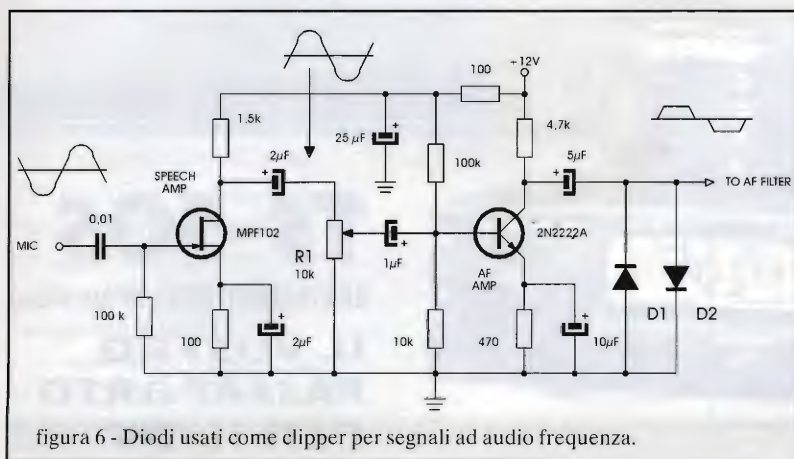 +12V
100
1.5k
25 µF
+
4.7k
5µF
+
2µF
+
100k
SPEECH
AMP
TO AF FILTER
0,01
MIC
MPF102
R1
10k
1µF
+
2N2222A
AF
AMP
D1
D2
100 k
100
+
2µF
10k
470
+
10µF
figura 6 - Diodi usati come clipper per segnali ad audio frequenza.